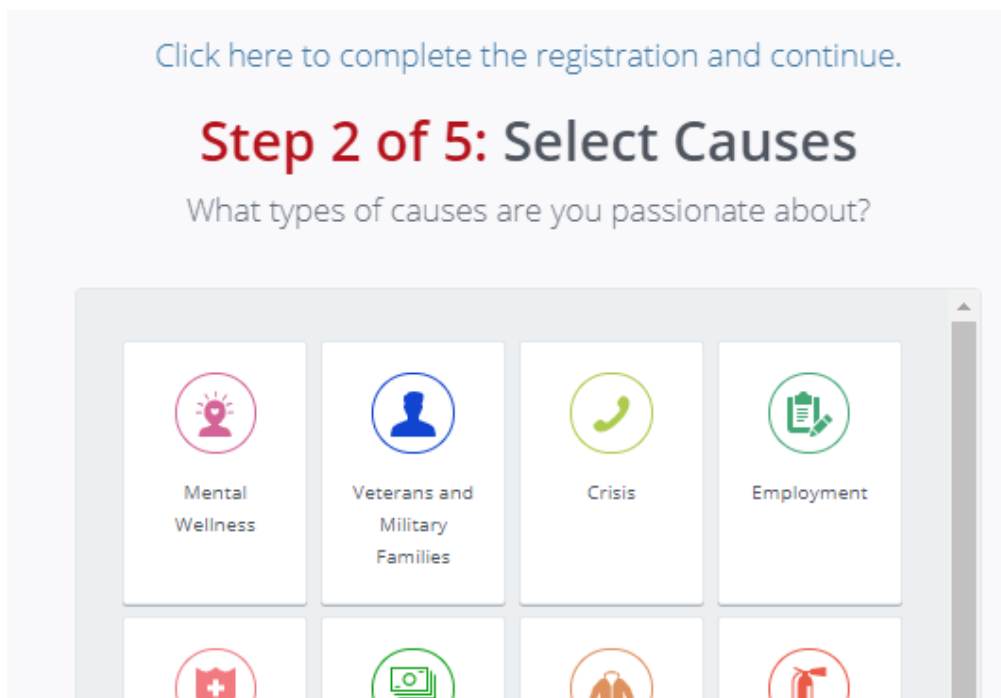 Click here to complete the registration and continue.
Step 2 of 5: Select Causes
What types of causes are you passionate about?
Mental
Wellness
Veterans and
Military
Families
Crisis
Employment